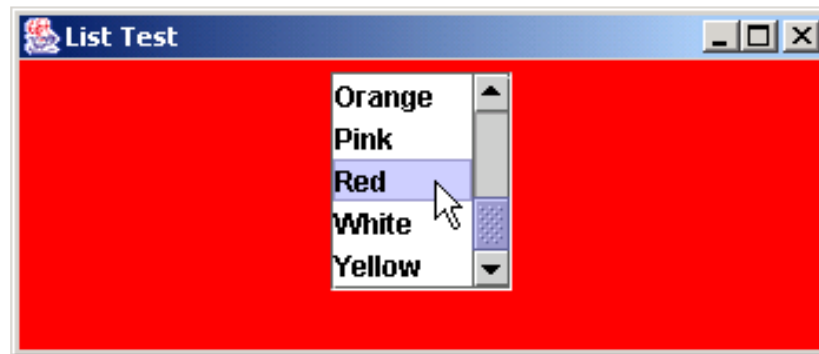 List Test
Orange
Pink
Red
White
Yellow